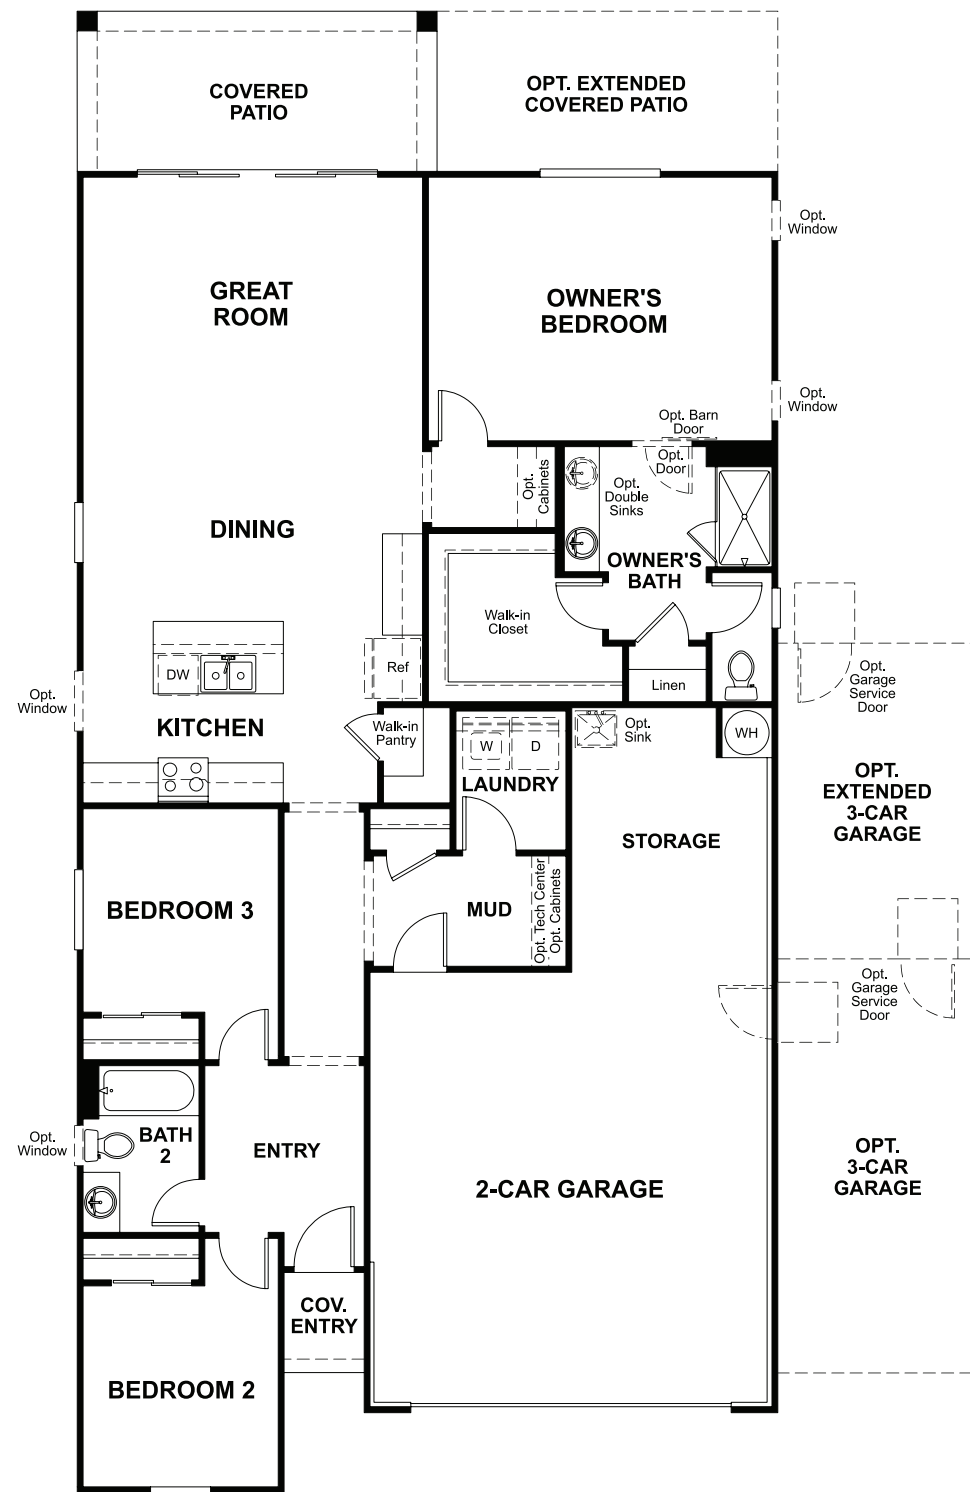 COVERED
PATIO
OPT. EXTENDED
COVERED PATIO
Opt.
Window
GREAT
ROOM
OWNER'S
BEDROOM
Opt.
Window
Opt. Barn
Door
Opt.
Door
Opt.
Cabinets
Opt.
Double
Sinks
DINING
OWNER'S
BATH
Walk-in
Closet
Ref
DW
Linen
Opt.
Garage
Service
Door
Opt.
Window
KITCHEN
Walk-in
Pantry
W
D
Opt.
Sink
WH
LAUNDRY
OPT.
EXTENDED
3-CAR
GARAGE
STORAGE
BEDROOM 3
MUD
Opt. Tech Center
Opt. Cabinets
Opt.
Garage
Service
Door
Opt.
Window
BATH
2
ENTRY
2-CAR GARAGE
OPT.
3-CAR
GARAGE
COV.
ENTRY
BEDROOM 2